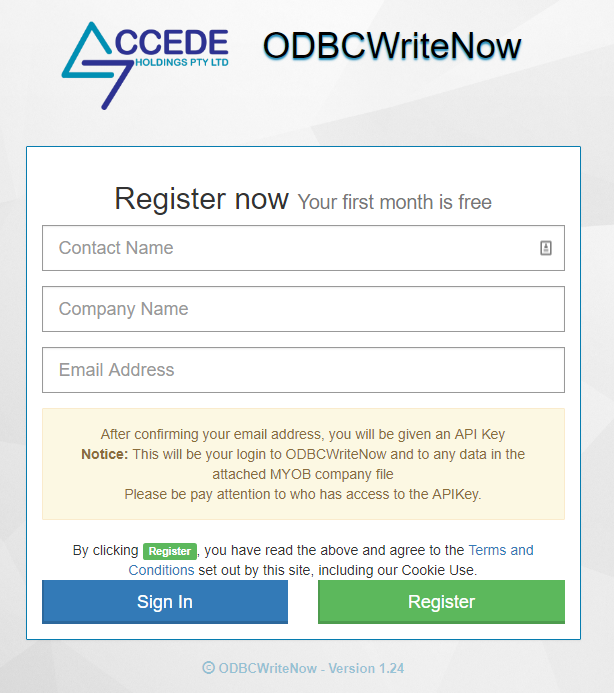 ACCEDE
HOLDINGS PTY LTD
ODBCWriteNow
Register now Your first month is free
Contact Name
Company Name
Email Address
After confirming your email address, you will be given an API Key
Notice: This will be your login to ODBCWriteNow and to any data in the
attached MYOB company file
Please be pay attention to who has access to the APIKey.
By clicking Register, you have read the above and agree to the Terms and
Conditions set out by this site, including our Cookie Use.
Sign In
Register
© ODBCWriteNow - Version 1.24